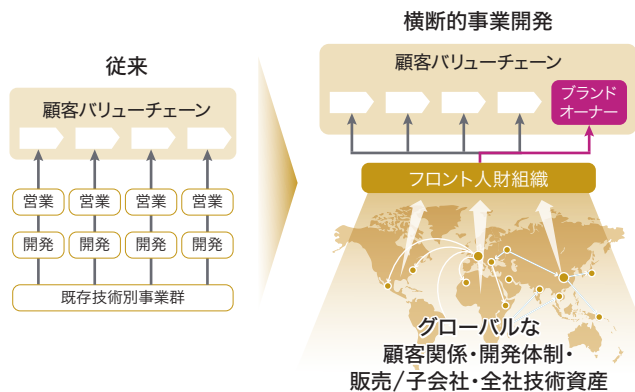 従来
顧客バリューチェーン
営業 営業 営業 営業
開発 開発 開発 開発
既存技術別事業群
横断的事業開発
顧客バリューチェーン
ブランド
オーナー
フロント人財組織
グローバルな
顧客関係・開発体制・
販売/子会社・全社技術資産